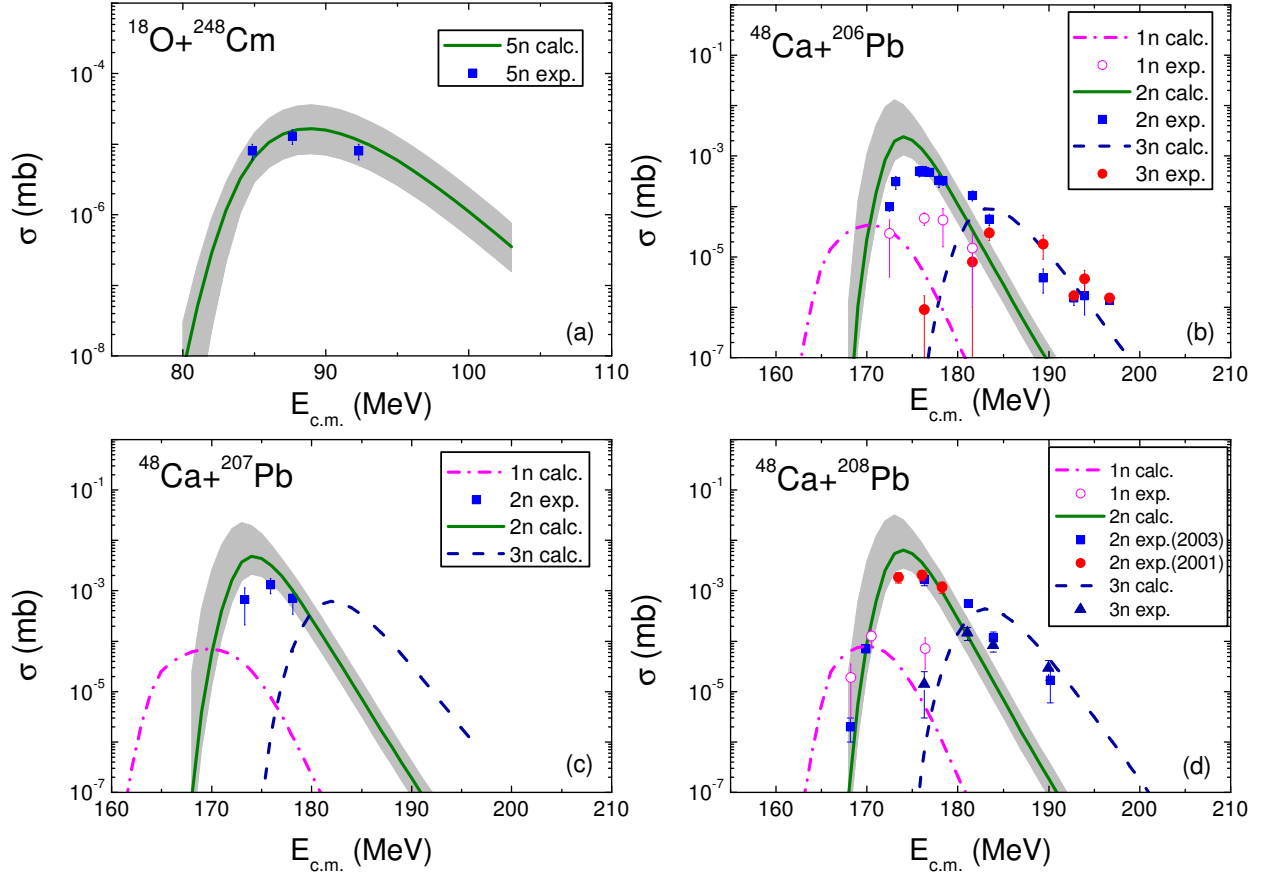 ¹⁸O+²⁴⁸Cm
5n calc.
5n exp.
10⁻⁴
10⁻⁶
10⁻⁸
σ (mb)
80 90 100 110
E_c.m. (MeV)
(a)
⁴⁸Ca+²⁰⁶Pb
1n calc.
1n exp.
2n calc.
2n exp.
3n calc.
3n exp.
10⁻¹
10⁻³
10⁻⁵
10⁻⁷
σ (mb)
160 170 180 190 200 210
E_c.m. (MeV)
(b)
⁴⁸Ca+²⁰⁷Pb
1n calc.
2n exp.
2n calc.
3n calc.
10⁻¹
10⁻³
10⁻⁵
10⁻⁷
σ (mb)
160 170 180 190 200 210
E_c.m. (MeV)
(c)
⁴⁸Ca+²⁰⁸Pb
1n calc.
1n exp.
2n calc.
2n exp.(2003)
2n exp.(2001)
3n calc.
3n exp.
10⁻¹
10⁻³
10⁻⁵
10⁻⁷
σ (mb)
160 170 180 190 200 210
E_c.m. (MeV)
(d)